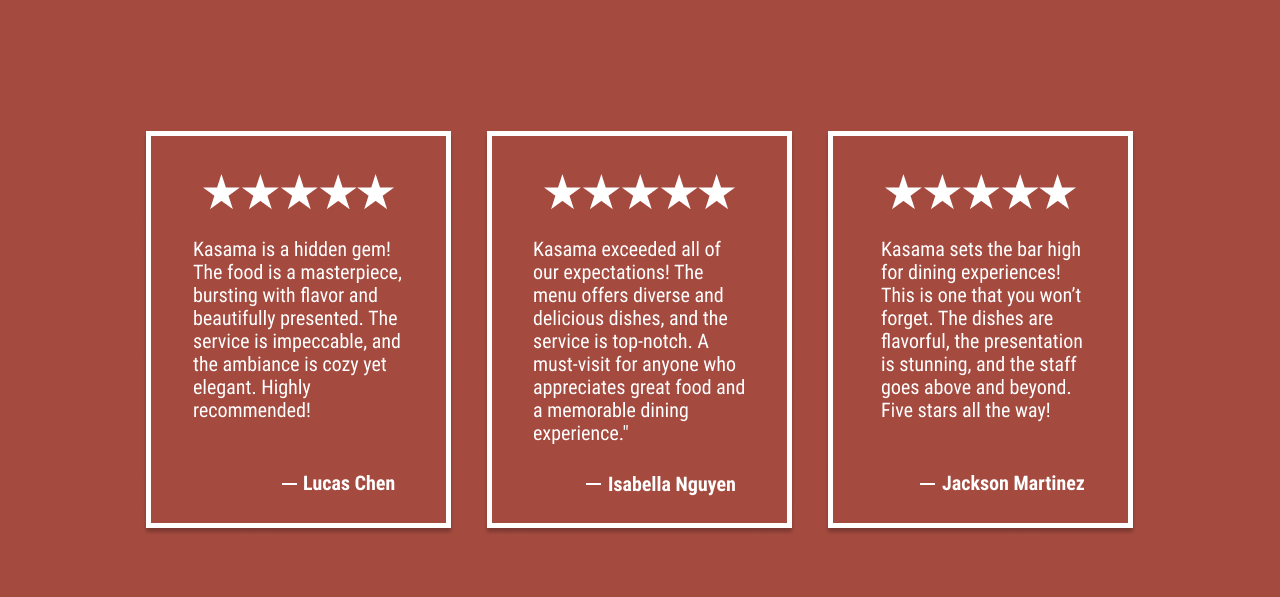 Kasama is a hidden gem!
The food is a masterpiece,
bursting with flavor and
beautifully presented. The
service is impeccable, and
the ambiance is cozy yet
elegant. Highly
recommended!
— Lucas Chen
Kasama exceeded all of
our expectations! The
menu offers diverse and
delicious dishes, and the
service is top-notch. A
must-visit for anyone who
appreciates great food and
a memorable dining
experience."
— Isabella Nguyen
Kasama sets the bar high
for dining experiences!
This is one that you won’t
forget. The dishes are
flavorful, the presentation
is stunning, and the staff
goes above and beyond.
Five stars all the way!
— Jackson Martinez